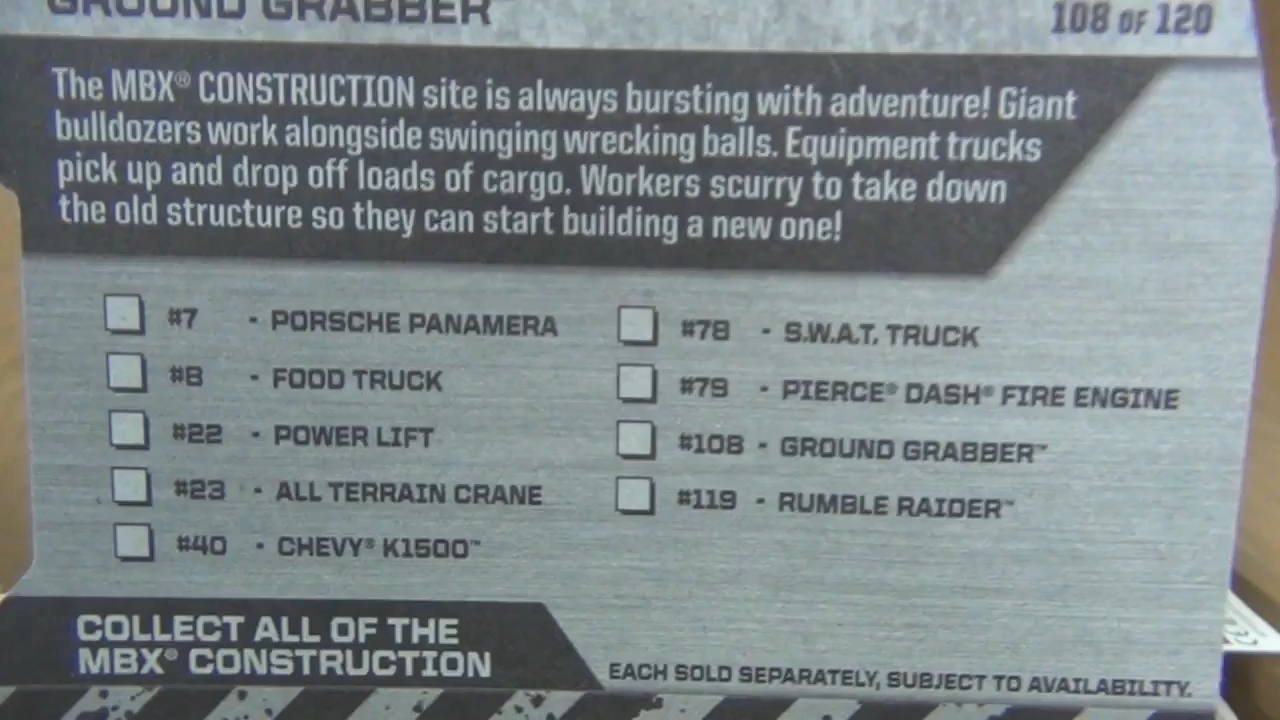 GROUND GRABBER™
108 OF 120
The MBX® CONSTRUCTION site is always bursting with adventure! Giant
bulldozers work alongside swinging wrecking balls. Equipment trucks
pick up and drop off loads of cargo. Workers scurry to take down
the old structure so they can start building a new one!
#7 - PORSCHE PANAMERA
#8 - FOOD TRUCK
#22 - POWER LIFT
#23 - ALL TERRAIN CRANE
#40 - CHEVY® K1500™
#78 - S.W.A.T. TRUCK
#79 - PIERCE® DASH® FIRE ENGINE
#108 - GROUND GRABBER™
#119 - RUMBLE RAIDER™
COLLECT ALL OF THE
MBX® CONSTRUCTION
EACH SOLD SEPARATELY, SUBJECT TO AVAILABILITY.